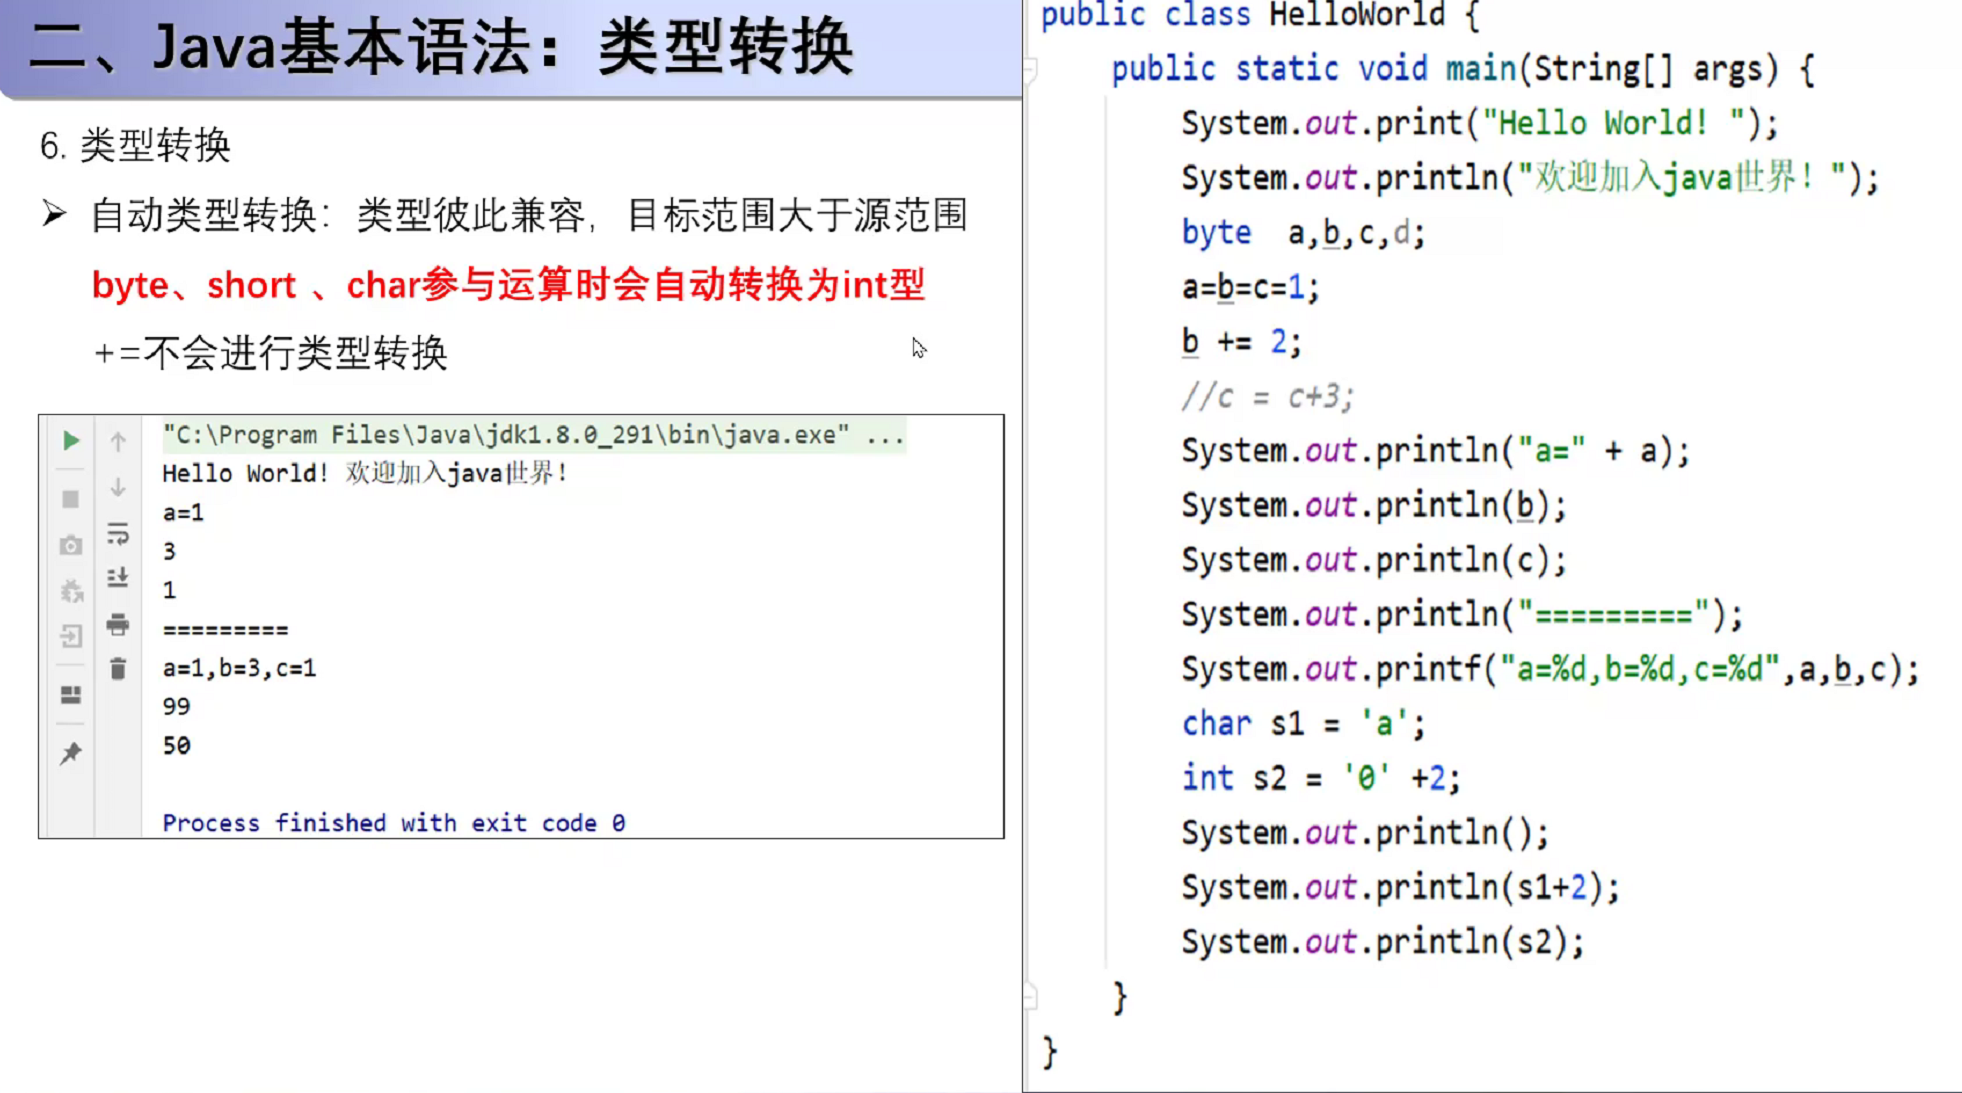 二、Java基本语法：类型转换
6. 类型转换
➢ 自动类型转换：类型彼此兼容，目标范围大于源范围
byte、short 、char参与运算时会自动转换为int型
+=不会进行类型转换
"C:\Program Files\Java\jdk1.8.0_291\bin\java.exe" ...
Hello World! 欢迎加入java世界!
a=1
3
1
=========
a=1,b=3,c=1
99
50
Process finished with exit code 0
public class HelloWorld {
public static void main(String[] args) {
System.out.print("Hello World! ");
System.out.println("欢迎加入java世界! ");
byte  a,b,c,d;
a=b=c=1;
b += 2;
//c = c+3;
System.out.println("a=" + a);
System.out.println(b);
System.out.println(c);
System.out.println("=========");
System.out.printf("a=%d,b=%d,c=%d",a,b,c);
char s1 = 'a';
int s2 = '0' +2;
System.out.println();
System.out.println(s1+2);
System.out.println(s2);
}
}